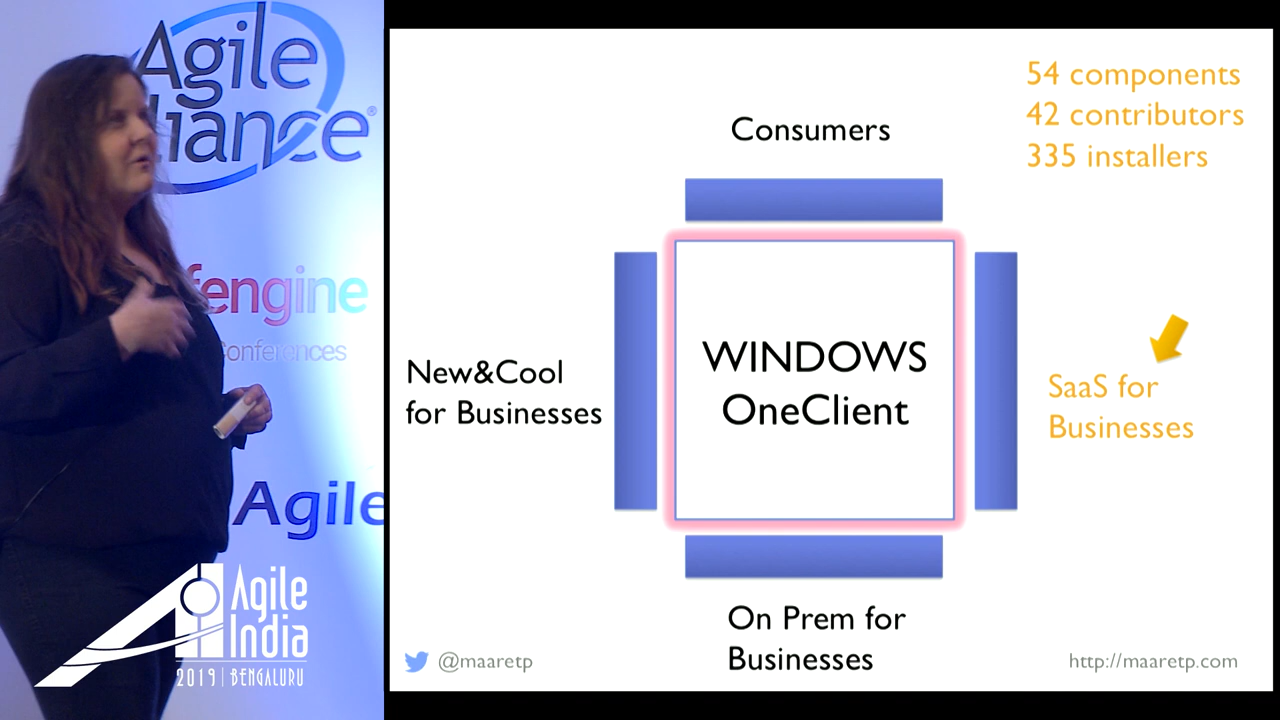 Agile
liance®
fengine
Conferences
Agile
Agile
India
2019 | BENGALURU
54 components
42 contributors
335 installers
Consumers
New&Cool
for Businesses
WINDOWS
OneClient
SaaS for
Businesses
On Prem for
Businesses
@maaretp
http://maaretp.com